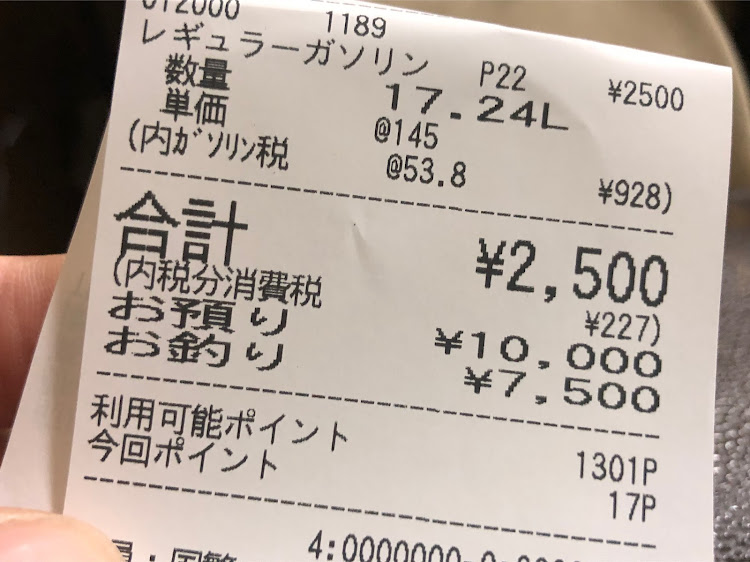 012000 1189
レギュラーガソリン P22 ¥2500
数量 17.24L
単価 @145
(内ガソリン税 @53.8 ¥928)
合計 ¥2,500
(内税分消費税 ¥227)
お預り ¥10,000
お釣り ¥7,500
利用可能ポイント 1301P
今回ポイント 17P